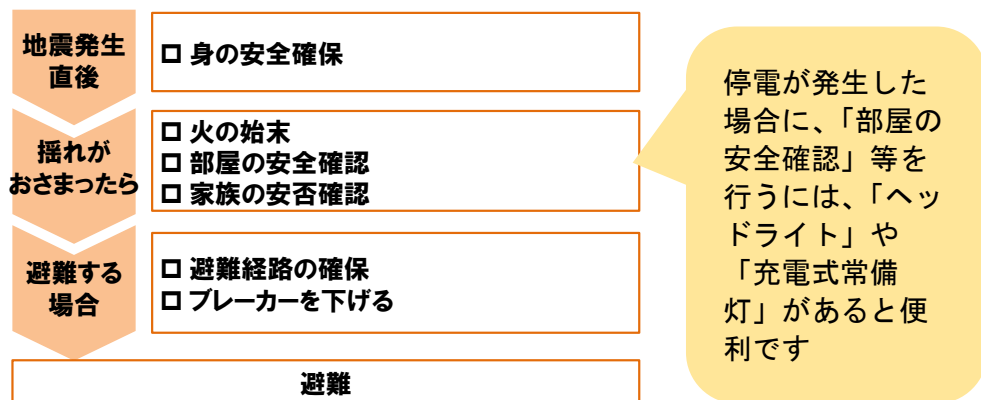 地震発生
直後
□ 身の安全確保
揺れが
おさまったら
□ 火の始末
□ 部屋の安全確認
□ 家族の安否確認
避難する
場合
□ 避難経路の確保
□ ブレーカーを下げる
避難
停電が発生した
場合に、「部屋の
安全確認」等を
行うには、「ヘッ
ドライト」や
「充電式常備
灯」があると便
利です